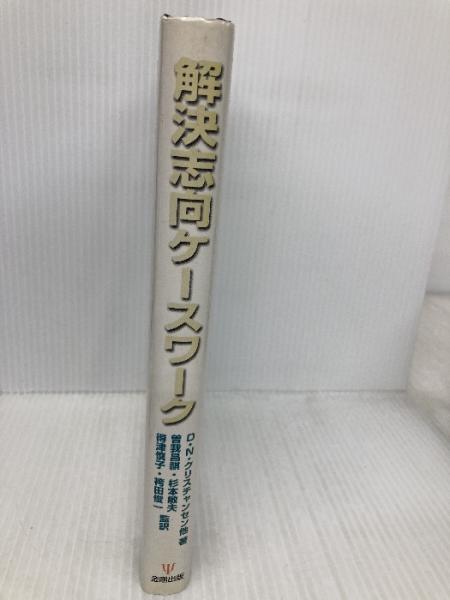 解決志向ケースワーク
D・N・クリスチャンセン他 著
曽我昌祺・杉本敏夫
得津愼子・袴田俊一 監訳
金剛出版